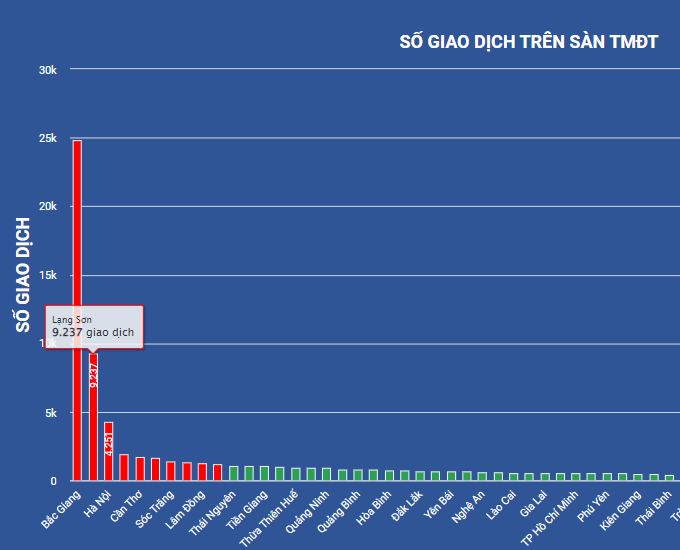 SỐ GIAO DỊCH TRÊN SÀN TMĐT
SỐ GIAO DỊCH
30k
25k
20k
15k
5k
0
Lạng Sơn
9.237 giao dịch
9.237
4.251
Bắc Giang
Hà Nội
Cần Thơ
Sóc Trăng
Lâm Đồng
Thái Nguyên
Tiền Giang
Thừa Thiên Huế
Quảng Ninh
Quảng Bình
Hòa Bình
Đắk Lắk
Yên Bái
Nghệ An
Lào Cai
Gia Lai
TP Hồ Chí Minh
Phú Yên
Kiên Giang
Thái Bình